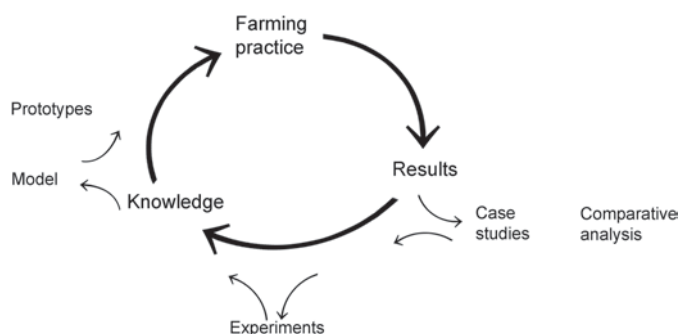 Farming
practice
Prototypes
Results
Model
Knowledge
Case
studies
Comparative
analysis
Experiments